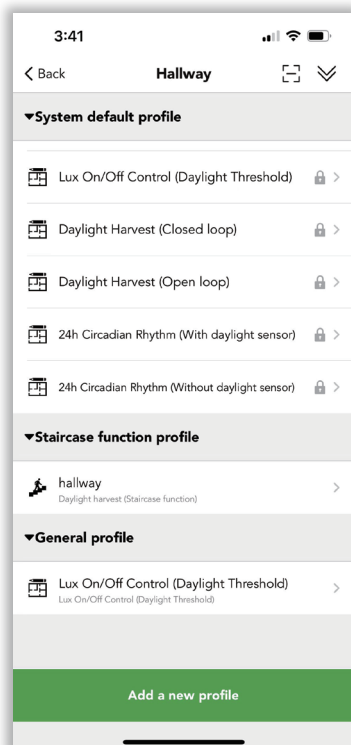 3:41
Back
Hallway
System default profile
Lux On/Off Control (Daylight Threshold)
Daylight Harvest (Closed loop)
Daylight Harvest (Open loop)
24h Circadian Rhythm (With daylight sensor)
24h Circadian Rhythm (Without daylight sensor)
Staircase function profile
hallway
Daylight harvest (Staircase function)
General profile
Lux On/Off Control (Daylight Threshold)
Lux On/Off Control (Daylight Threshold)
Add a new profile